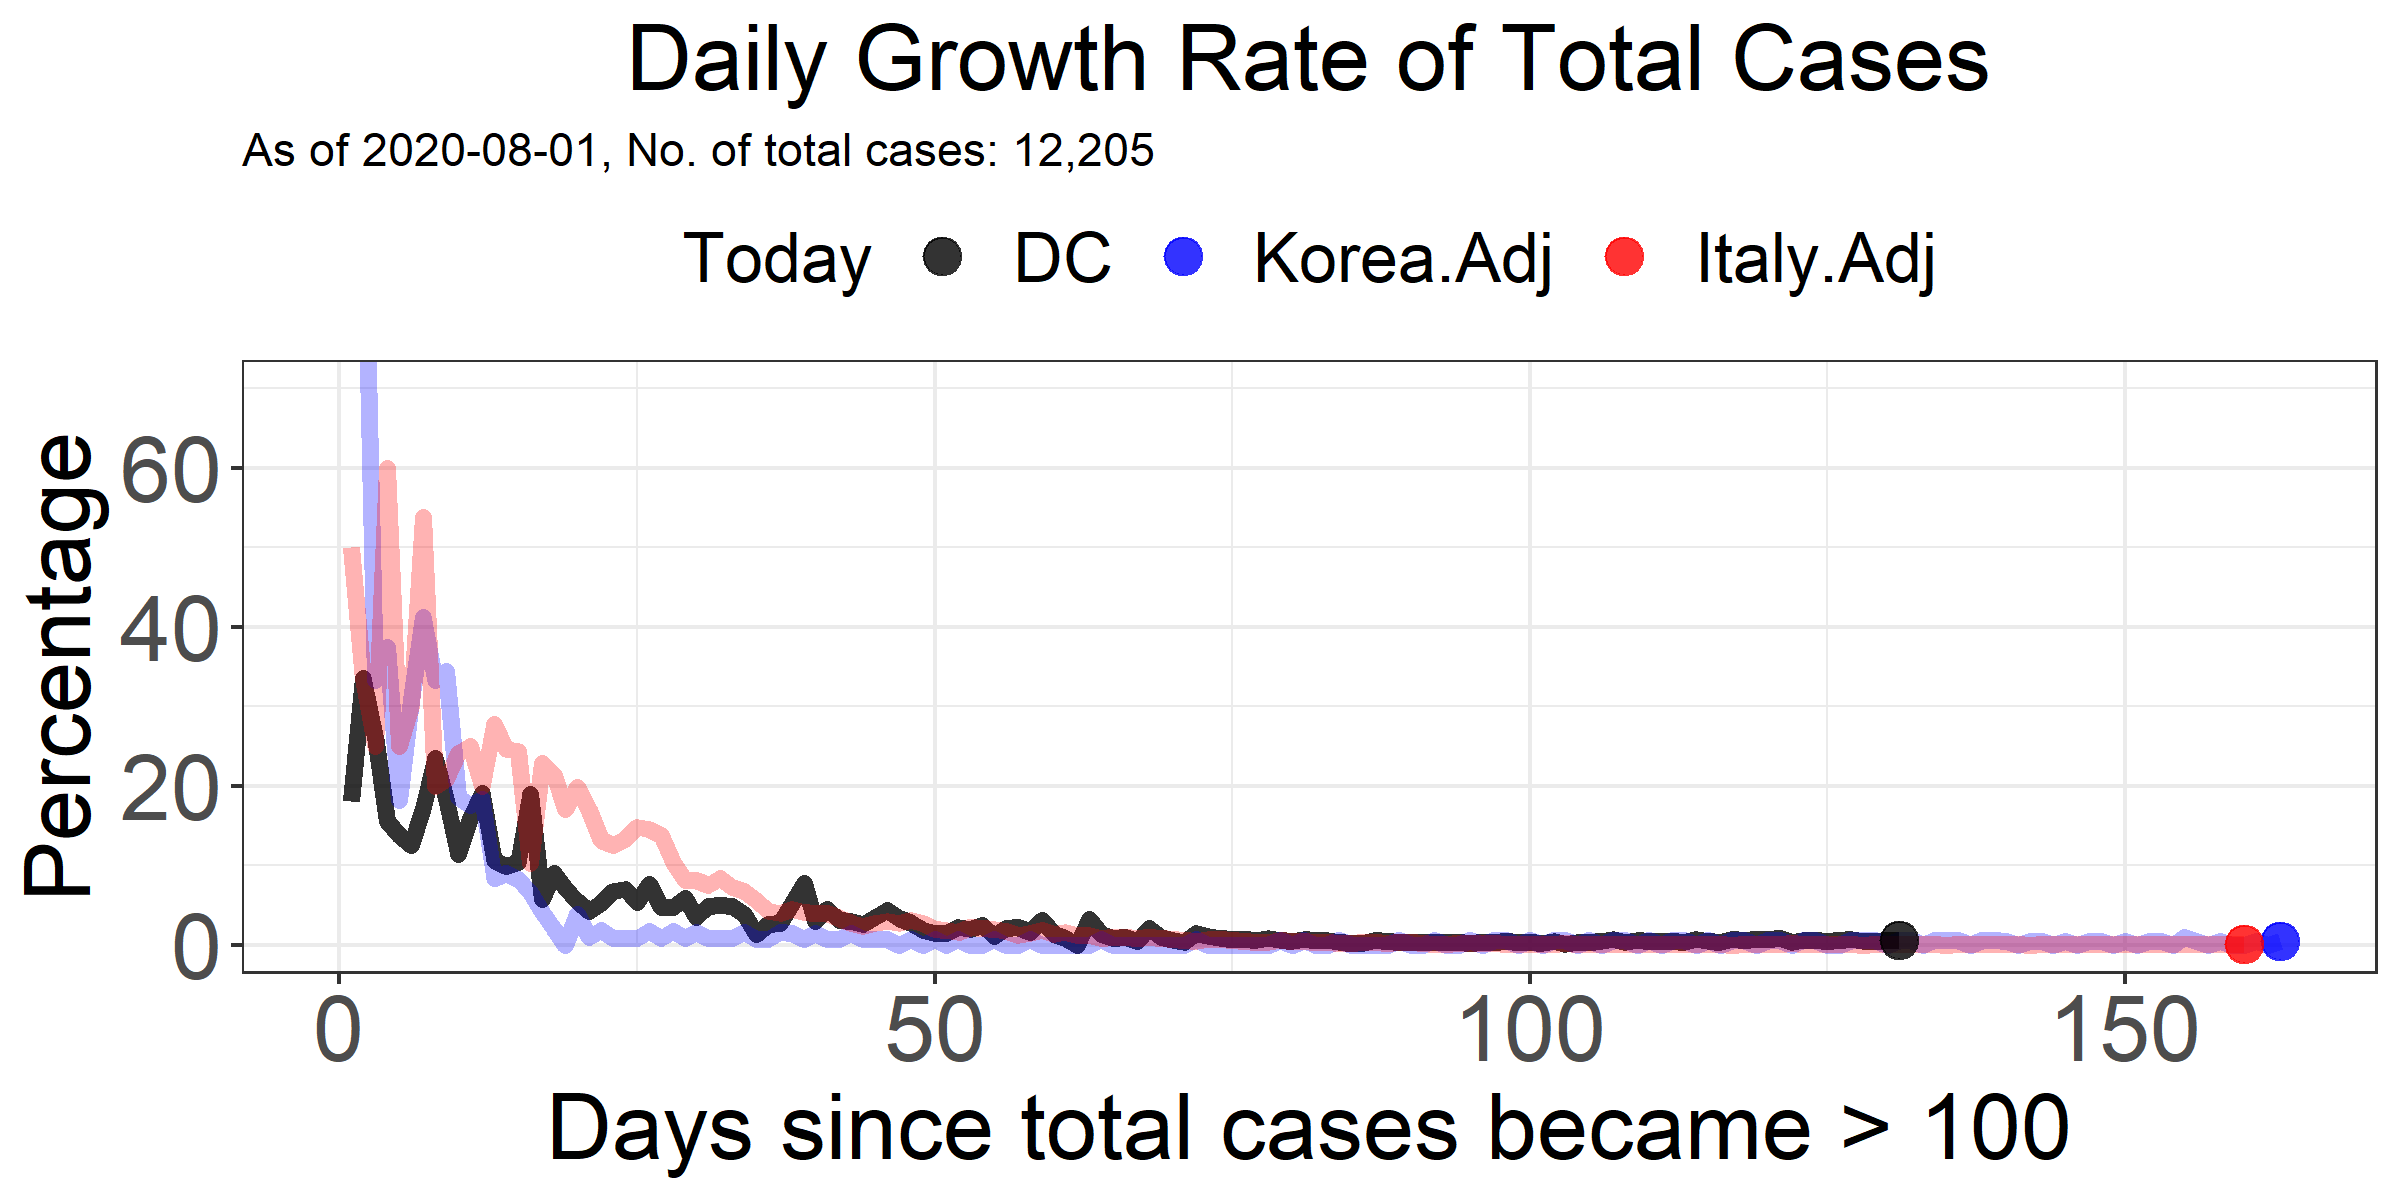 Daily Growth Rate of Total Cases
As of 2020-08-01, No. of total cases: 12,205
Today DC Korea.Adj Italy.Adj
Percentage
60
40
20
0
0 50 100 150
Days since total cases became > 100